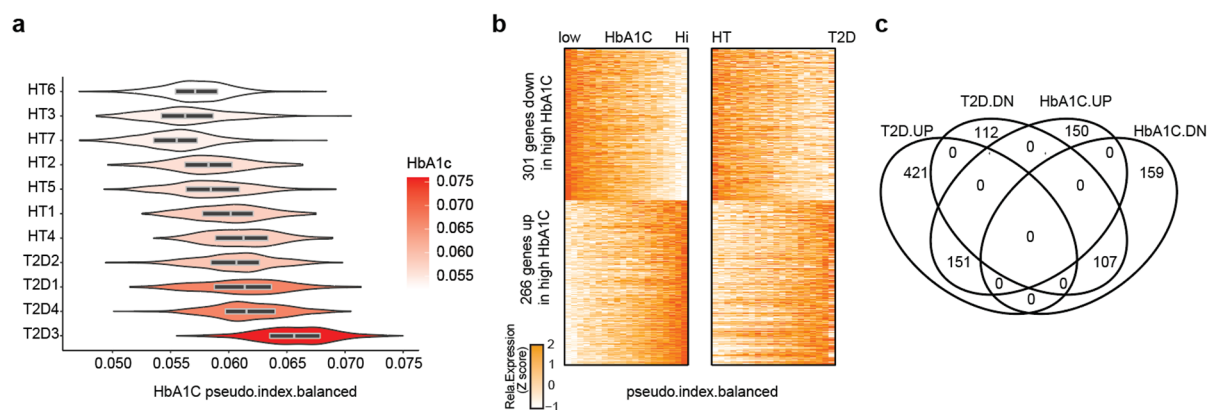 a
HT6
HT3
HT7
HT2
HT5
HT1
HT4
T2D2
T2D1
T2D4
T2D3
0.050 0.055 0.060 0.065 0.070 0.075
HbA1C pseudo.index.balanced
HbA1c
0.075
0.070
0.065
0.060
0.055
b
low HbA1C Hi HT T2D
301 genes down
in high HbA1C
266 genes up
in high HbA1C
Rela.Expression
(Z score)
2
1
0
−1
pseudo.index.balanced
c
T2D.DN HbA1C.UP
T2D.UP HbA1C.DN
112 150
0 0 0
421 159
0 0
0
151 107
0 0
0